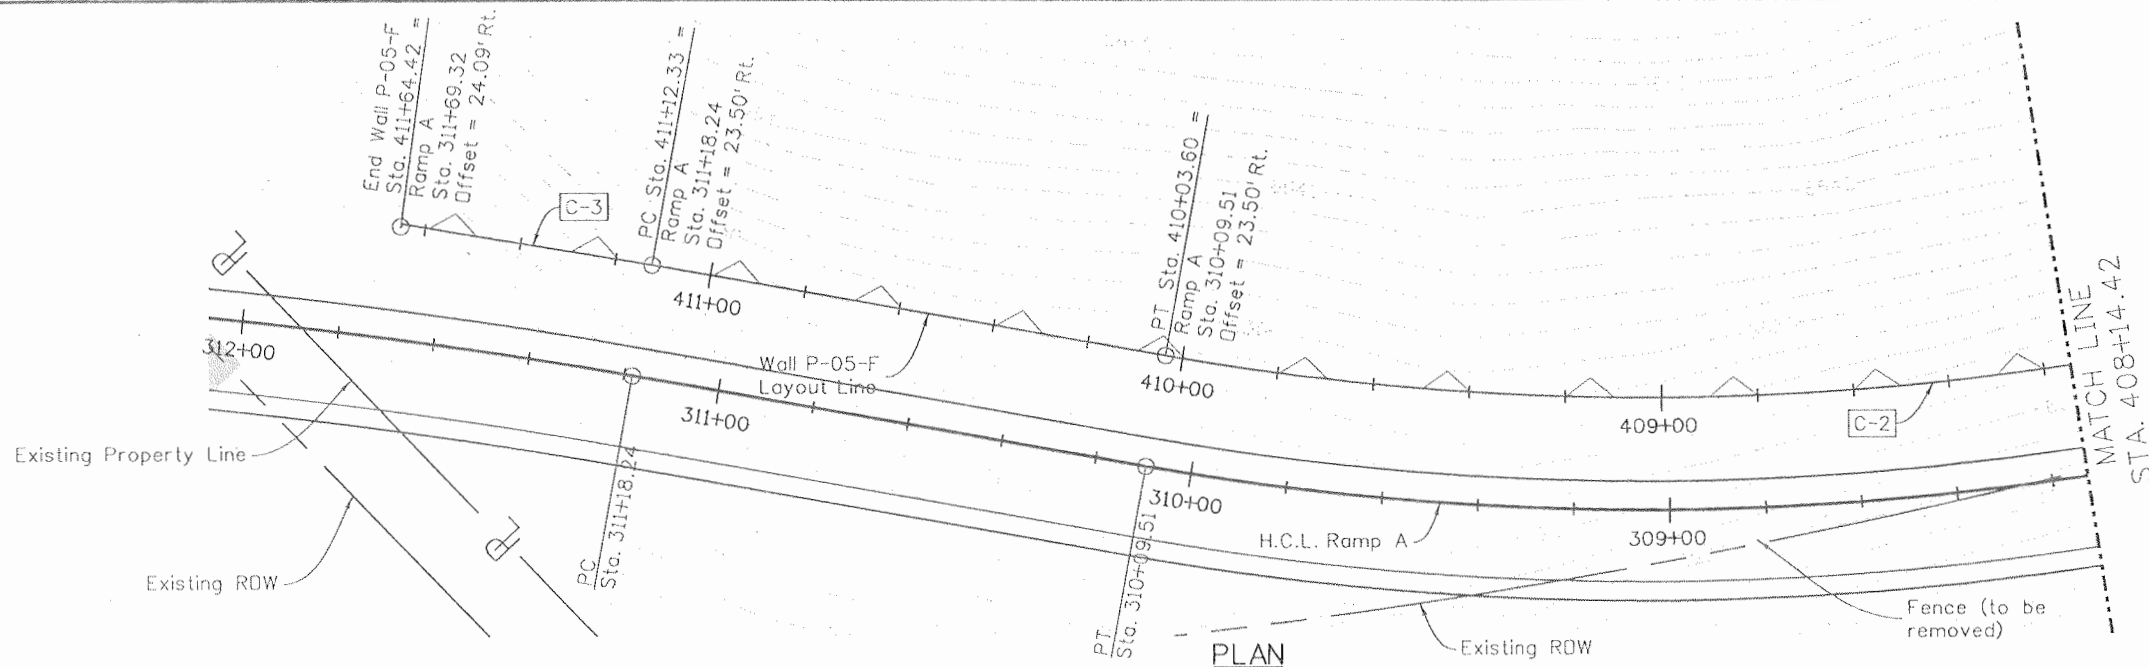 End Wall P-05-F
Sta. 411+64.42 =
Ramp A
Sta. 311+69.32
Offset = 24.09' Rt.
C-3
PC Sta. 411+12.33 =
Ramp A
Sta. 311+18.24
Offset = 23.50' Rt.
PT Sta. 410+03.60 =
Ramp A
Sta. 310+09.51
Offset = 23.50' Rt.
PL
411+00
410+00
409+00
C-2
MATCH LINE
STA. 408+14.42
Wall P-05-F
Layout Line
312+00
311+00
310+00
309+00
Existing Property Line
PC
Sta. 311+18.24
H.C.L. Ramp A
PL
Existing ROW
PT
Sta. 310+09.51
Fence (to be
removed)
Existing ROW
PLAN